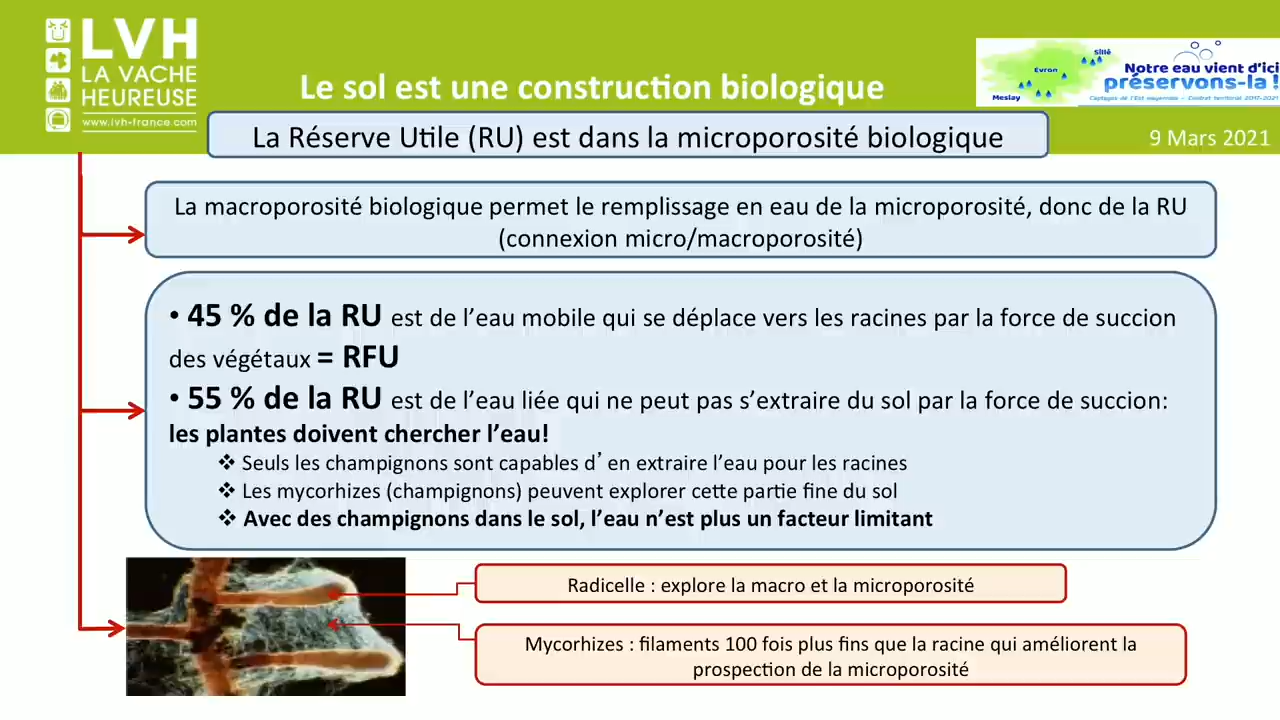 LVH
LA VACHE
HEUREUSE
www.lvh-france.com
Le sol est une construction biologique
Sillé
Evron
Meslay
Notre eau vient d'ici
préservons-la !
Captages de l'Est mayennais – Contrat territorial 2017-2021
9 Mars 2021
La Réserve Utile (RU) est dans la microporosité biologique
La macroporosité biologique permet le remplissage en eau de la microporosité, donc de la RU
(connexion micro/macroporosité)
• 45 % de la RU est de l’eau mobile qui se déplace vers les racines par la force de succion
des végétaux = RFU
• 55 % de la RU est de l’eau liée qui ne peut pas s’extraire du sol par la force de succion:
les plantes doivent chercher l’eau!
❖ Seuls les champignons sont capables d’ en extraire l’eau pour les racines
❖ Les mycorhizes (champignons) peuvent explorer cette partie fine du sol
❖ Avec des champignons dans le sol, l’eau n’est plus un facteur limitant
Radicelle : explore la macro et la microporosité
Mycorhizes : filaments 100 fois plus fins que la racine qui améliorent la
prospection de la microporosité